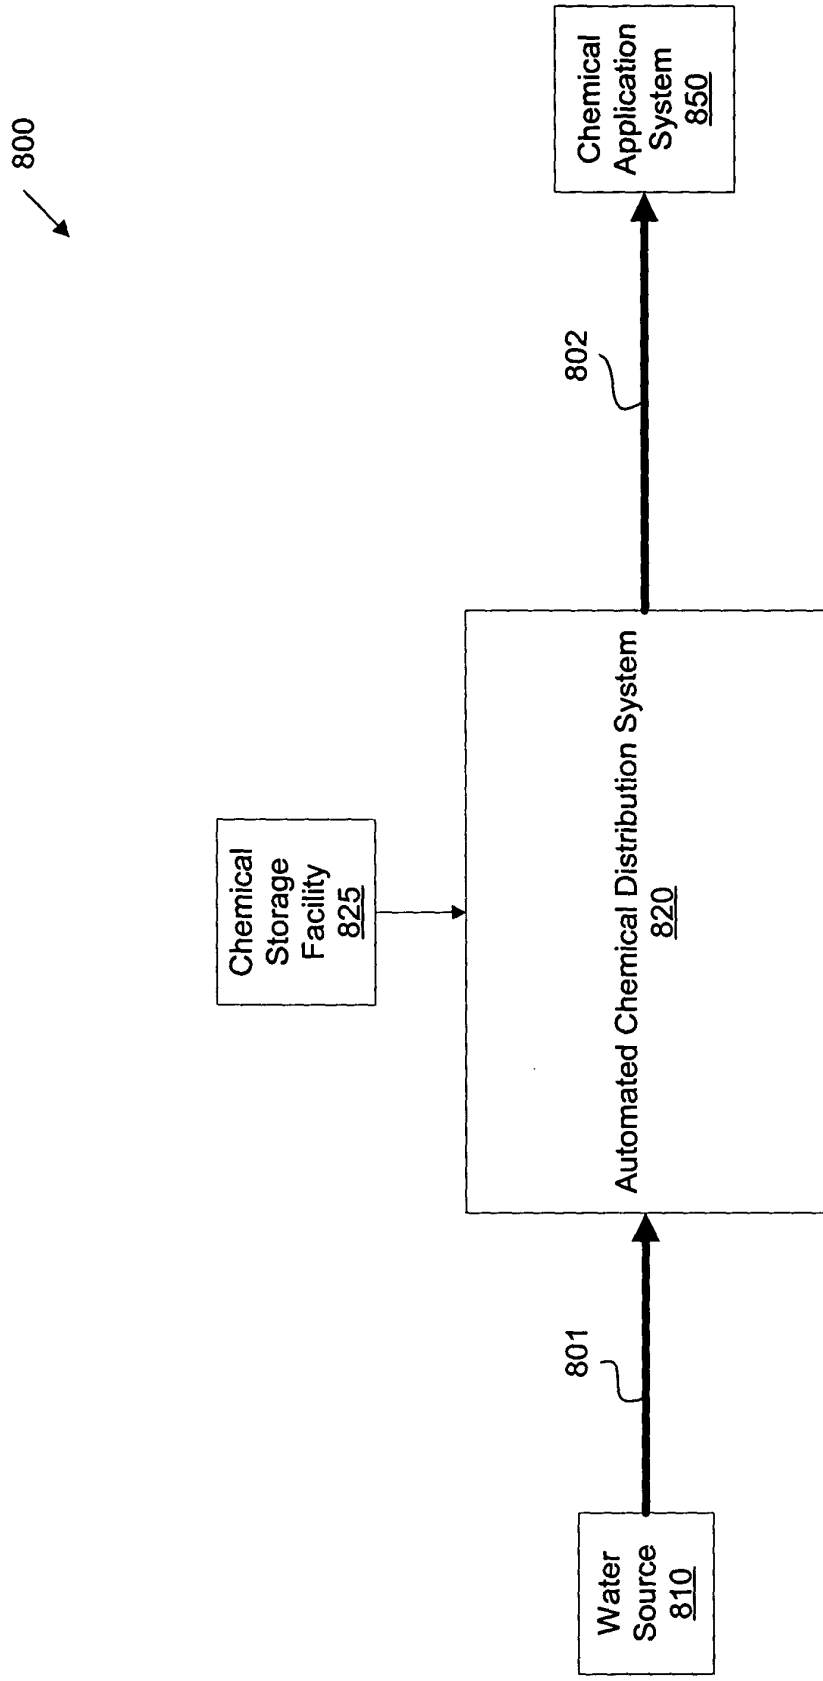 800
Chemical
Storage
Facility
825
Water
Source
810
801
Automated Chemical Distribution System
820
802
Chemical
Application
System
850